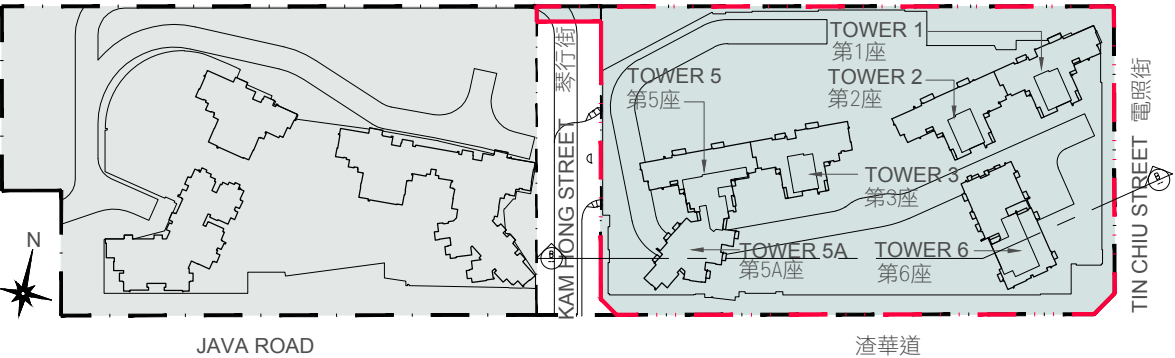 TOWER 1
第1座
TOWER 2
第2座
TOWER 5
第5座
TOWER 3
第3座
TOWER 5A
第5A座
TOWER 6
第6座
KAM HONG STREET 琴行街
TIN CHIU STREET 電照街
N
B
B
JAVA ROAD
渣華道